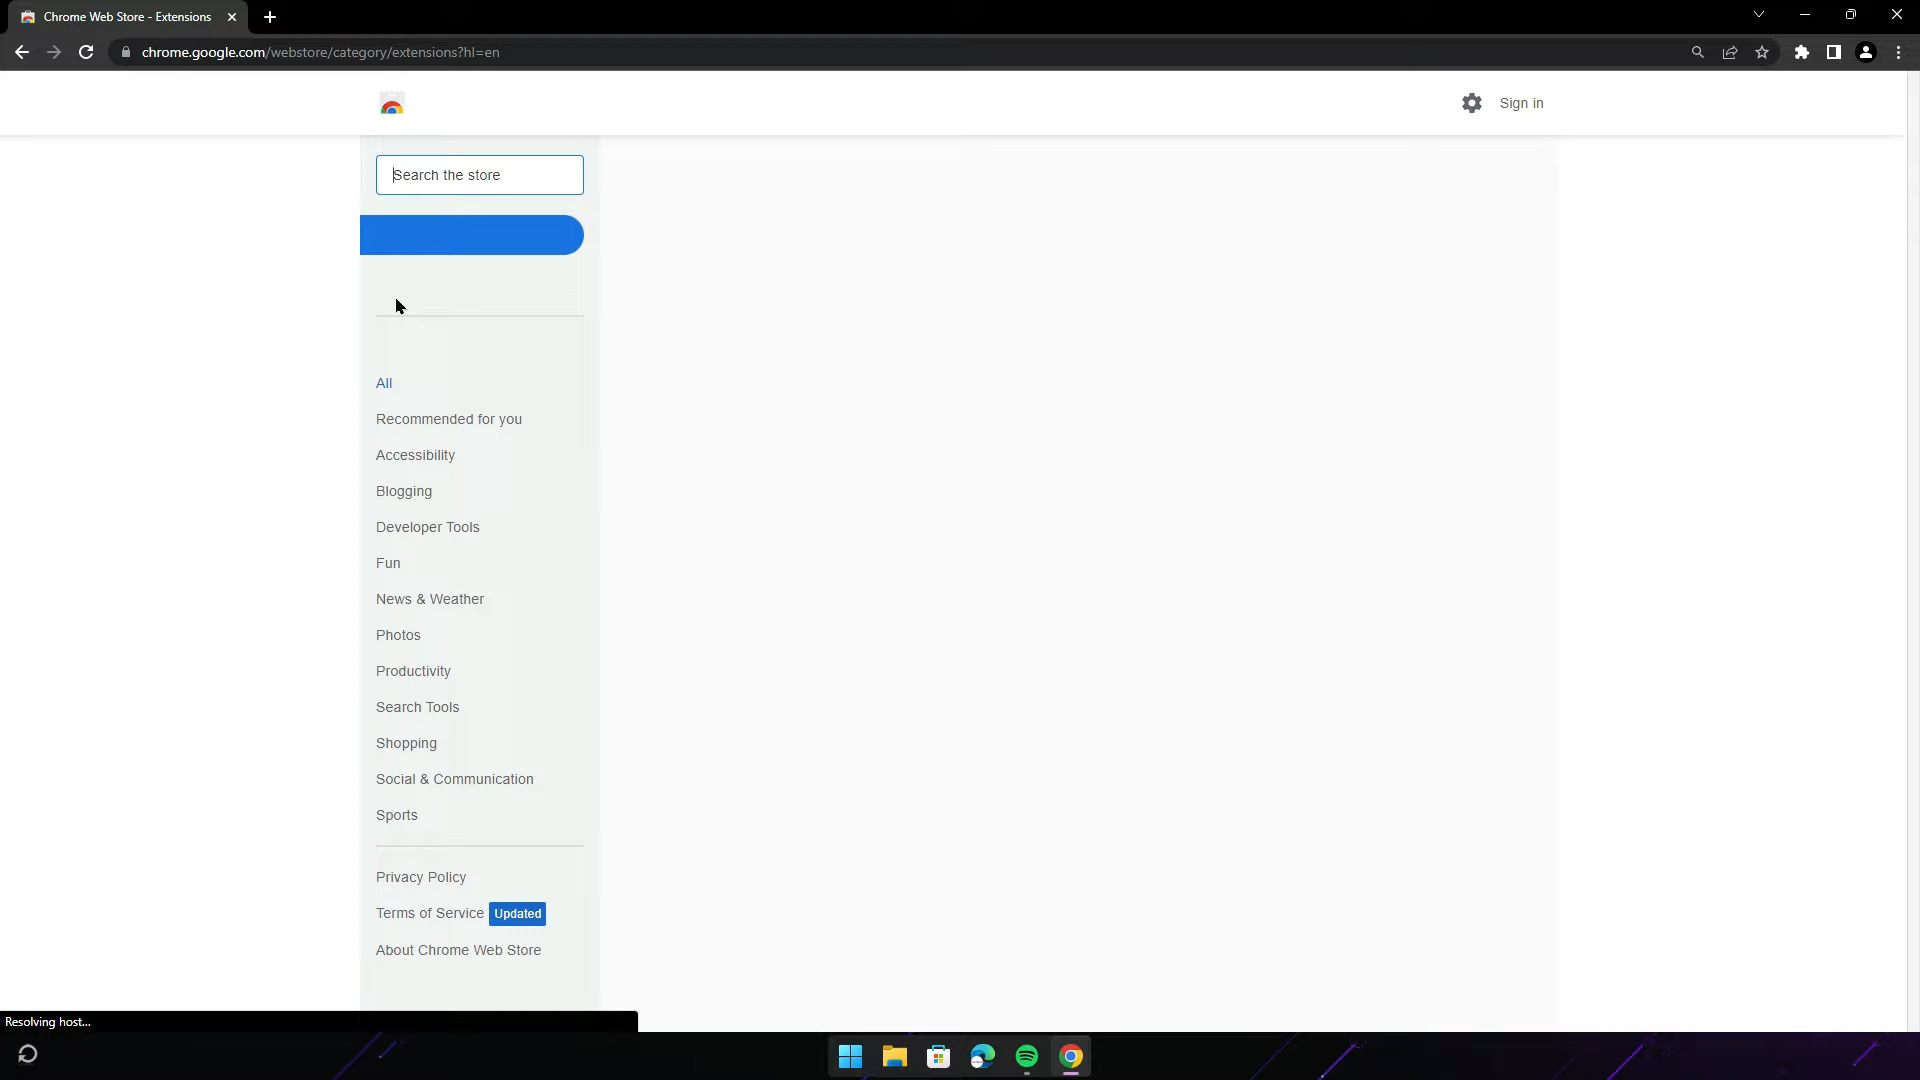 Chrome Web Store - Extensions
chrome.google.com/webstore/category/extensions?hl=en
Sign in
Search the store
All
Recommended for you
Accessibility
Blogging
Developer Tools
Fun
News & Weather
Photos
Productivity
Search Tools
Shopping
Social & Communication
Sports
Privacy Policy
Terms of Service Updated
About Chrome Web Store
Resolving host...